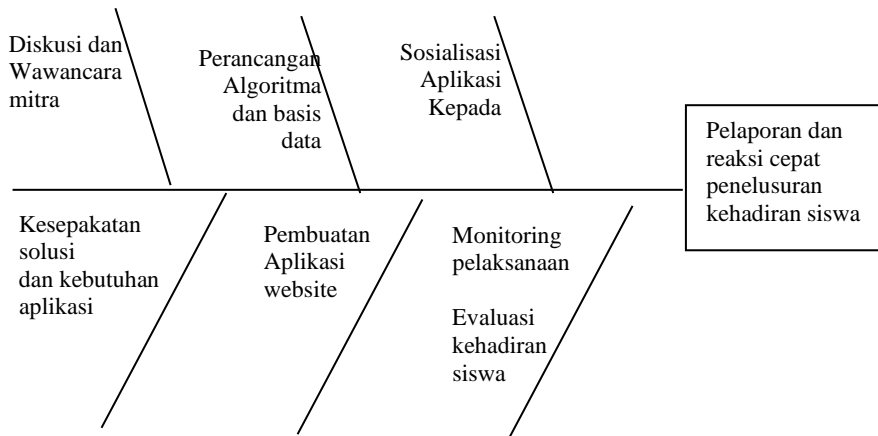 Diskusi dan
Wawancara
mitra
Perancangan
Algoritma
dan basis
data
Sosialisasi
Aplikasi
Kepada
Pelaporan dan
reaksi cepat
penelusuran
kehadiran siswa
Kesepakatan
solusi
dan kebutuhan
aplikasi
Pembuatan
Aplikasi
website
Monitoring
pelaksanaan
Evaluasi
kehadiran
siswa